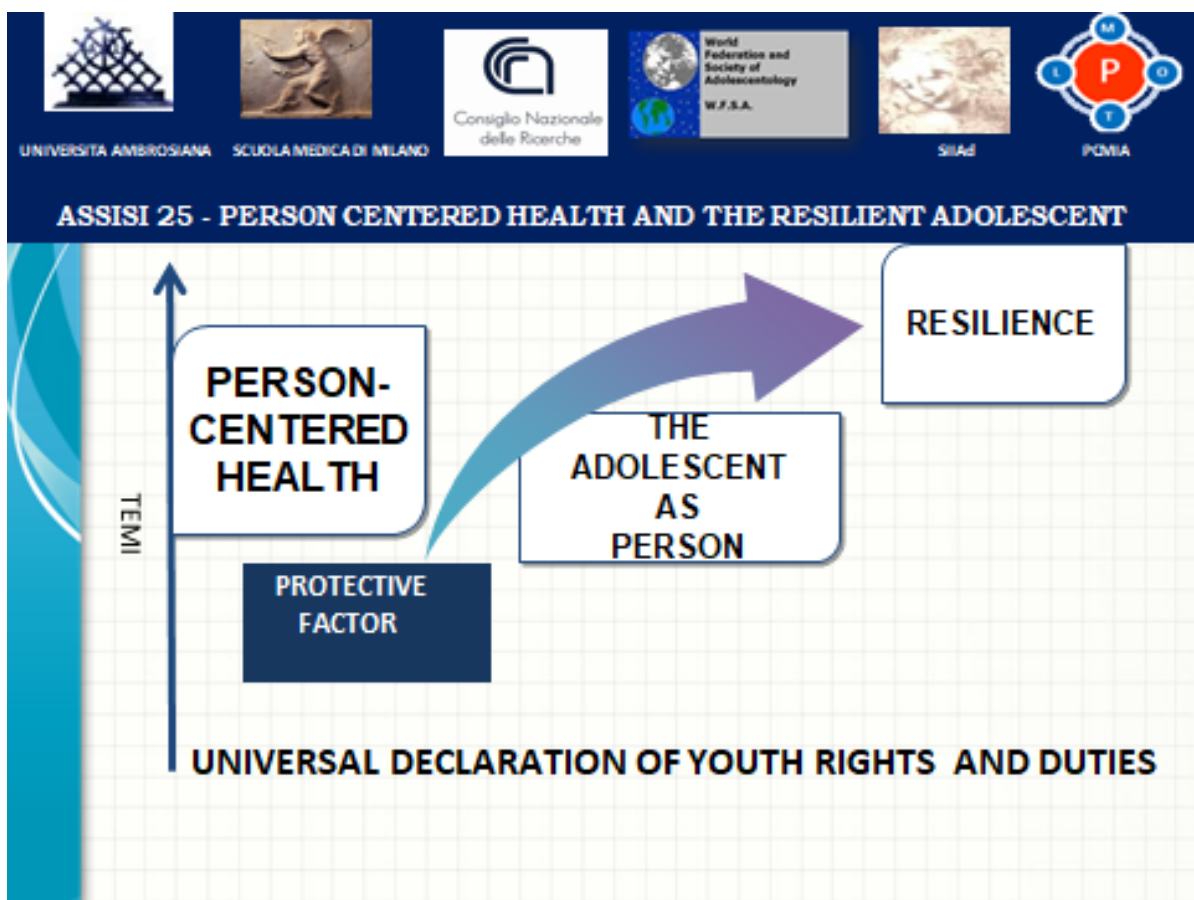 World
Federation and
Society of
Adolescentology
W.F.S.A.
Consiglio Nazionale
delle Ricerche
M
L
P
O
T
UNIVERSITA AMBROSIANA
SCUOLA MEDICA DI MILANO
SIIAd
PCMIA
ASSISI 25 - PERSON CENTERED HEALTH AND THE RESILIENT ADOLESCENT
RESILIENCE
PERSON-
CENTERED
HEALTH
THE
ADOLESCENT
AS
PERSON
TEMI
PROTECTIVE
FACTOR
UNIVERSAL DECLARATION OF YOUTH RIGHTS  AND DUTIES